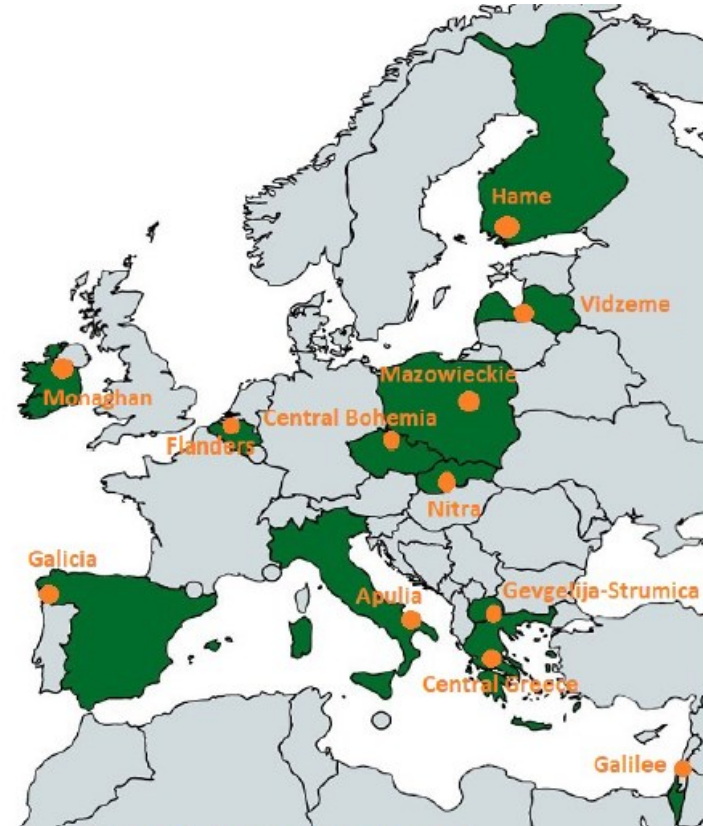 Hame
Vidzeme
Mazowieckie
Monaghan
Central Bohemia
Flanders
Nitra
Galicia
Gevgelija-Strumica
Apulia
Central Greece
Galilee